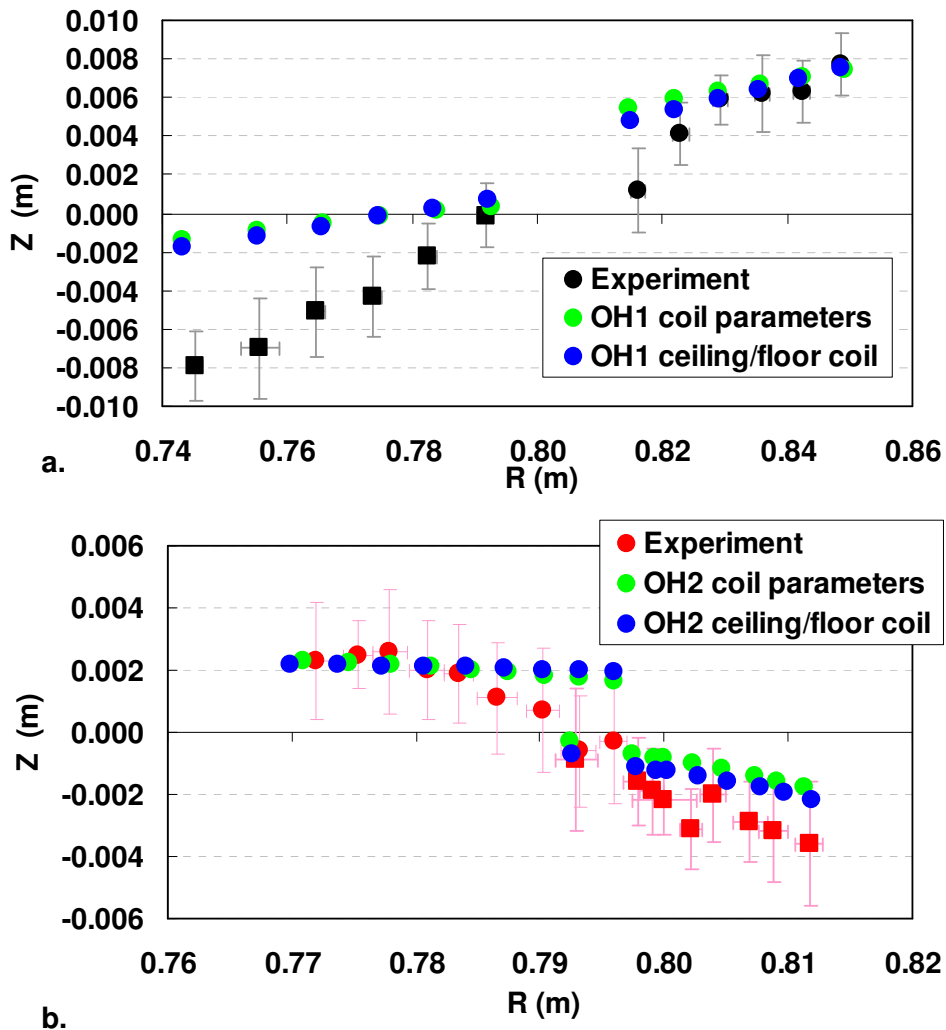 0.010
0.008
0.006
0.004
0.002
0.000
-0.002
-0.004
-0.006
-0.008
-0.010
Z (m)
Experiment
OH1 coil parameters
OH1 ceiling/floor coil
0.74 0.76 0.78 0.80 0.82 0.84 0.86
a.
R (m)
0.006
0.004
0.002
0.000
-0.002
-0.004
-0.006
Z (m)
Experiment
OH2 coil parameters
OH2 ceiling/floor coil
0.76 0.77 0.78 0.79 0.80 0.81 0.82
R (m)
b.